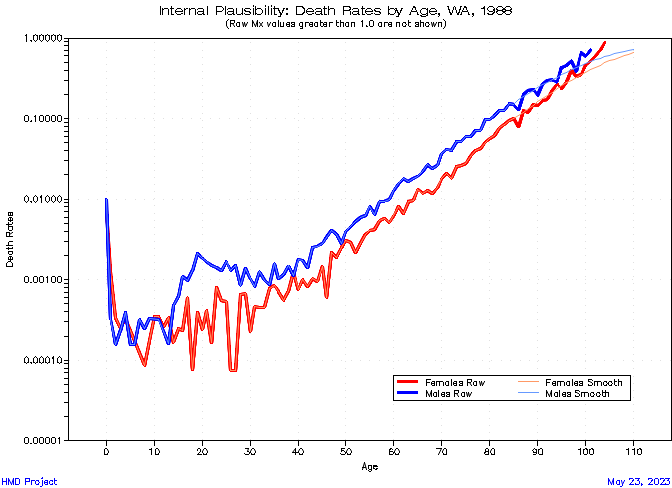 Internal Plausibility: Death Rates by Age, WA, 1988
(Raw Mx values greater than 1.0 are not shown)
1.00000
0.10000
0.01000
0.00100
0.00010
0.00001
Death Rates
Females Raw
Females Smooth
Males Raw
Males Smooth
0 10 20 30 40 50 60 70 80 90 100 110
Age
HMD Project
May 23, 2023